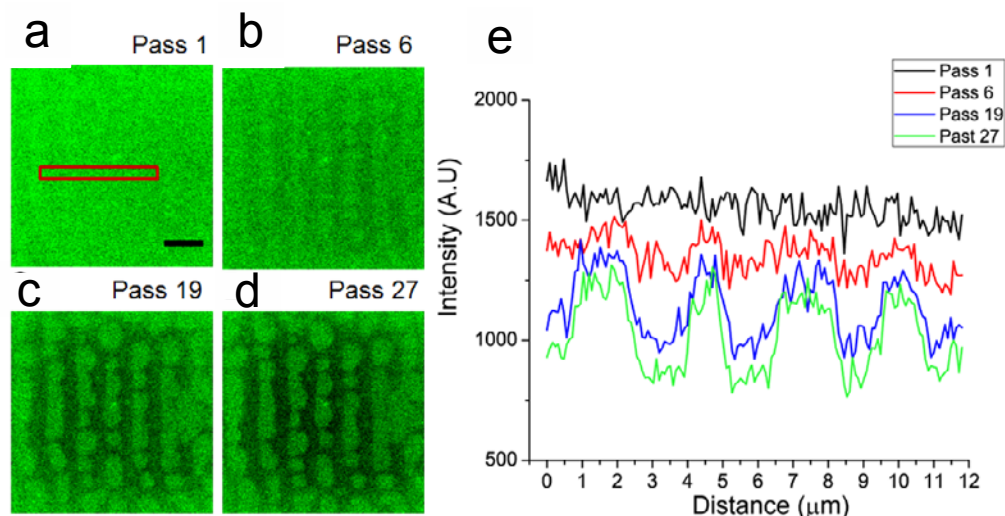 a
Pass 1
b
Pass 6
c
Pass 19
d
Pass 27
e
Pass 1
Pass 6
Pass 19
Past 27
Intensity (A.U)
2000
1500
1000
500
0 1 2 3 4 5 6 7 8 9 10 11 12
Distance (μm)